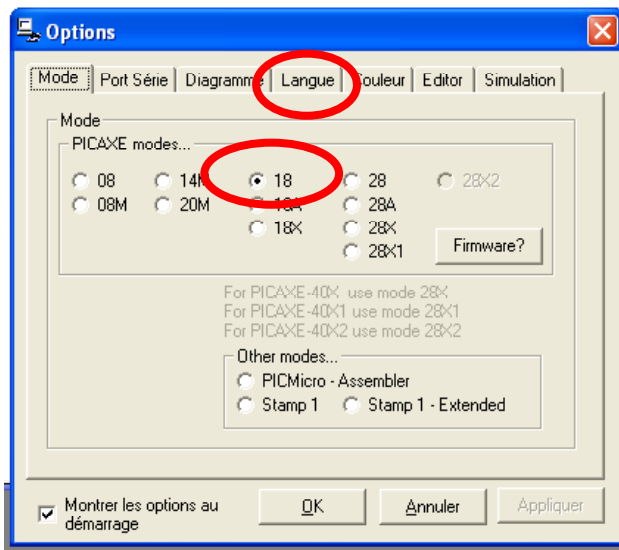 Options
Mode Port Série Diagramme Langue Couleur Editor Simulation
Mode
PICAXE modes...
08 14M 18 28 28X2
08M 20M 18A 28A
18X 28X
28X1 Firmware?
For PICAXE-40X use mode 28X
For PICAXE-40X1 use mode 28X1
For PICAXE-40X2 use mode 28X2
Other modes...
PICMicro - Assembler
Stamp 1 Stamp 1 - Extended
Montrer les options au
démarrage
OK Annuler Appliquer